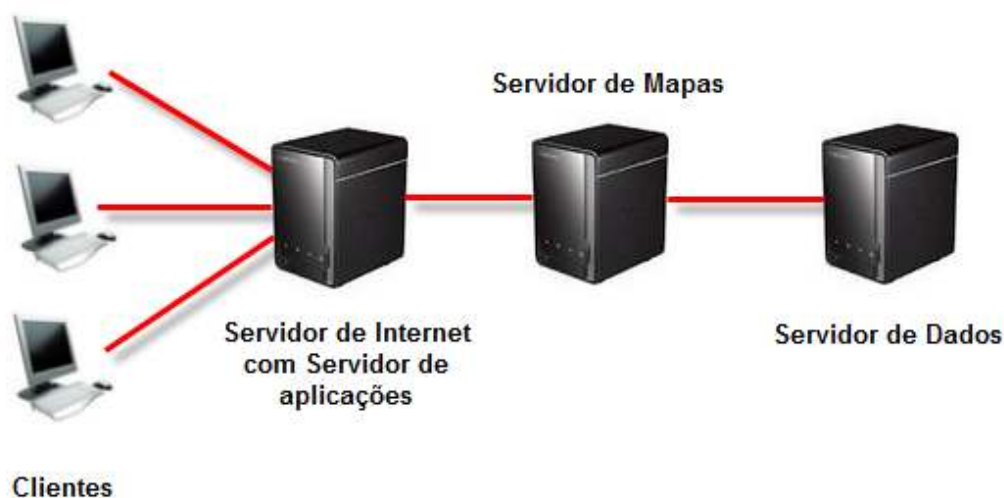 Servidor de Mapas
Servidor de Internet
com Servidor de
aplicações
Servidor de Dados
Clientes